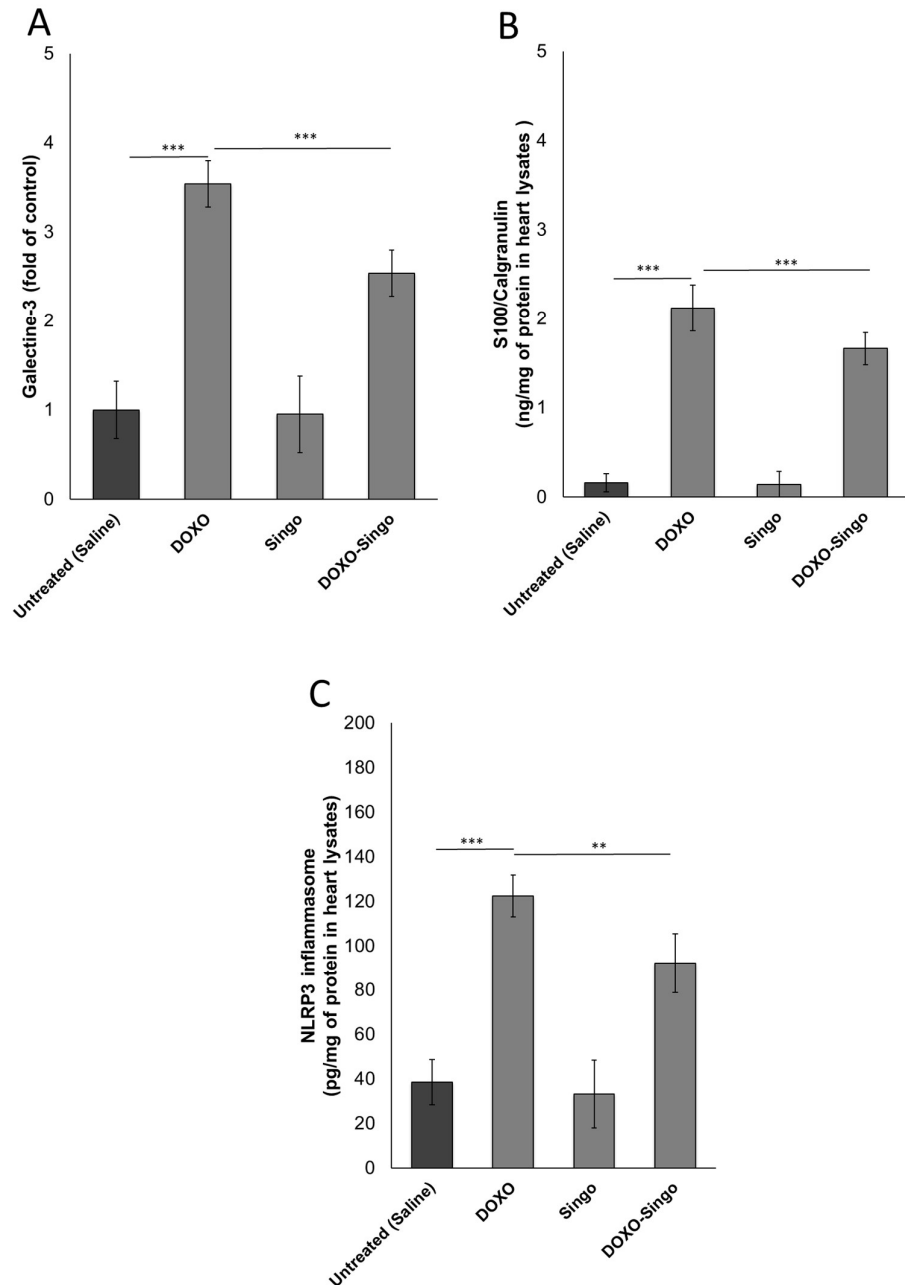 A
Galectine-3 (fold of control)
5
4
3
2
1
0
***
***
Untreated (Saline)
DOXO
Singo
DOXO-Singo
B
S100/Calgranulin
(ng/mg of protein in heart lysates )
5
4
3
2
1
0
***
***
Untreated (Saline)
DOXO
Singo
DOXO-Singo
C
NLRP3 inflammasome
(pg/mg of protein in heart lysates)
200
180
160
140
120
100
80
60
40
20
0
***
**
Untreated (Saline)
DOXO
Singo
DOXO-Singo